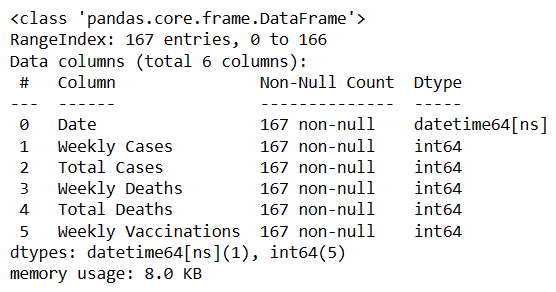 <class 'pandas.core.frame.DataFrame'>
RangeIndex: 167 entries, 0 to 166
Data columns (total 6 columns):
 #   Column               Non-Null Count  Dtype
---  ------               --------------  -----
 0   Date                 167 non-null    datetime64[ns]
 1   Weekly Cases         167 non-null    int64
 2   Total Cases          167 non-null    int64
 3   Weekly Deaths        167 non-null    int64
 4   Total Deaths         167 non-null    int64
 5   Weekly Vaccinations  167 non-null    int64
dtypes: datetime64[ns](1), int64(5)
memory usage: 8.0 KB